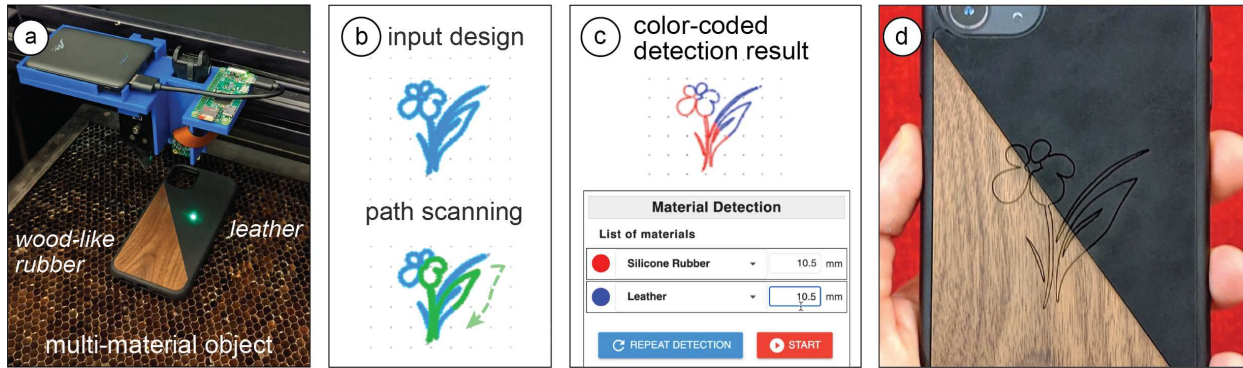 a
wood-like
rubber
leather
multi-material object
b
input design
path scanning
c
color-coded
detection result
Material Detection
List of materials
Silicone Rubber
10.5 mm
Leather
10.5 mm
REPEAT DETECTION
START
d